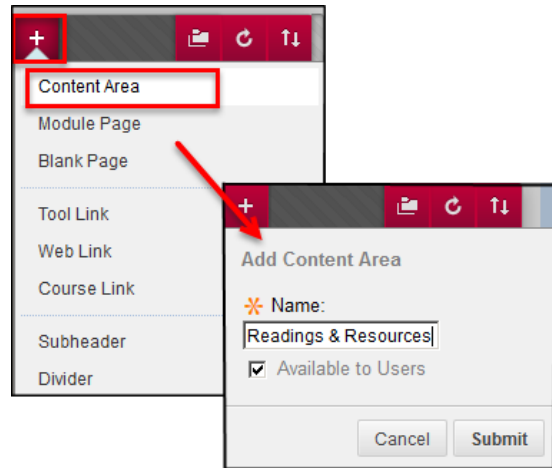 +
Content Area
Module Page
Blank Page
Tool Link
Web Link
Course Link
Subheader
Divider
+
Add Content Area
Name:
Readings & Resources
Available to Users
Cancel Submit